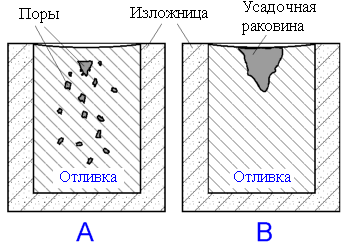 Поры
Изложница
Усадочная
раковина
Отливка
Отливка
A
B